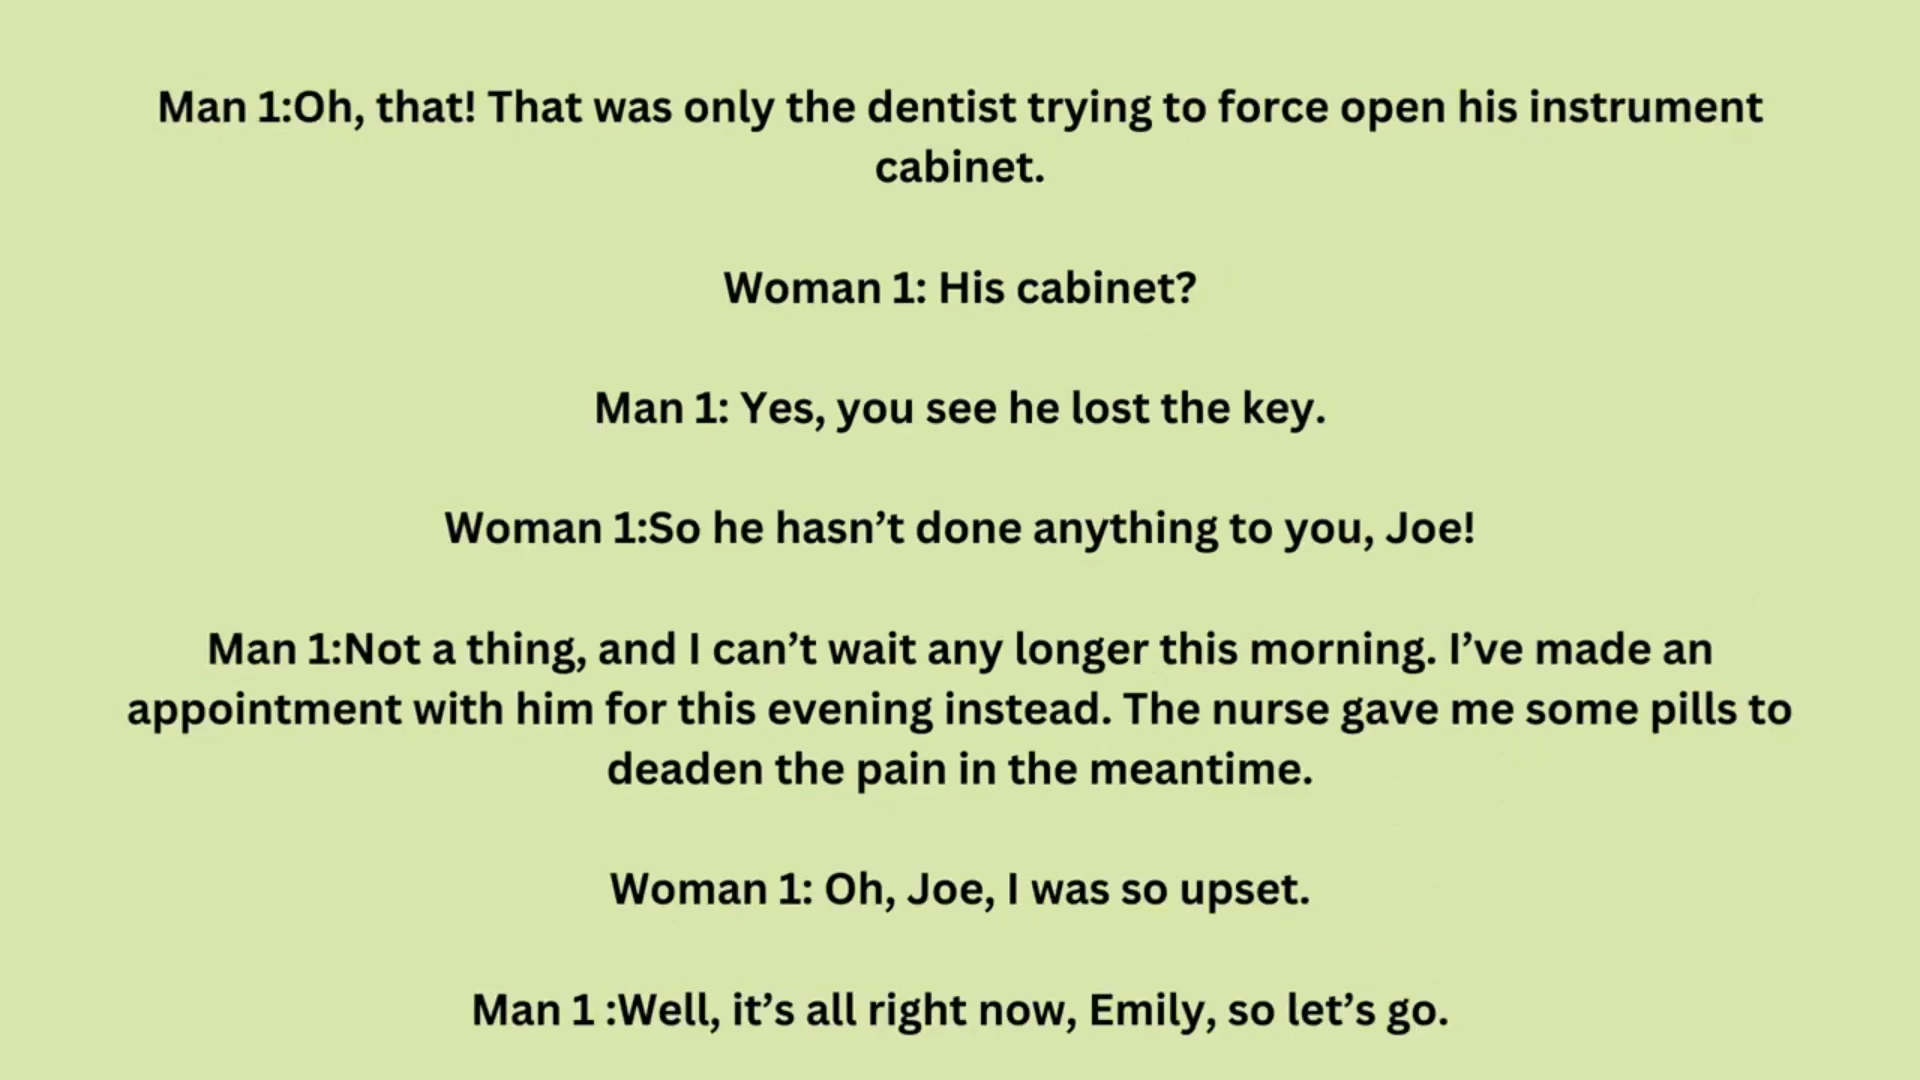 Man 1:Oh, that! That was only the dentist trying to force open his instrument
cabinet.
Woman 1: His cabinet?
Man 1: Yes, you see he lost the key.
Woman 1:So he hasn’t done anything to you, Joe!
Man 1:Not a thing, and I can’t wait any longer this morning. I’ve made an
appointment with him for this evening instead. The nurse gave me some pills to
deaden the pain in the meantime.
Woman 1: Oh, Joe, I was so upset.
Man 1 :Well, it’s all right now, Emily, so let’s go.